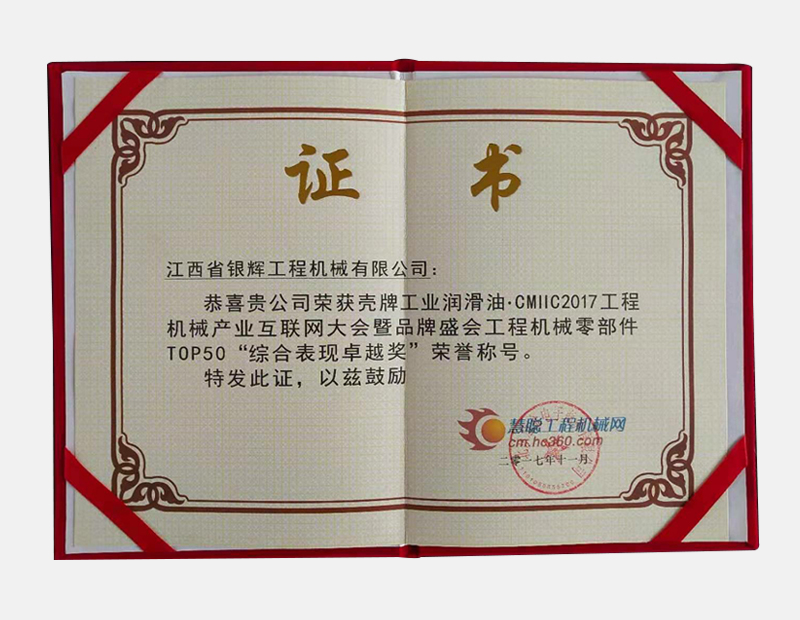 证 书
江西省银辉工程机械有限公司：
恭喜贵公司荣获壳牌工业润滑油·CMIIC2017工程
机械产业互联网大会暨品牌盛会工程机械零部件
TOP50“综合表现卓越奖”荣誉称号。
特发此证，以兹鼓励
慧聪工程机械网
cm.hc360.com
二零一七年十一月